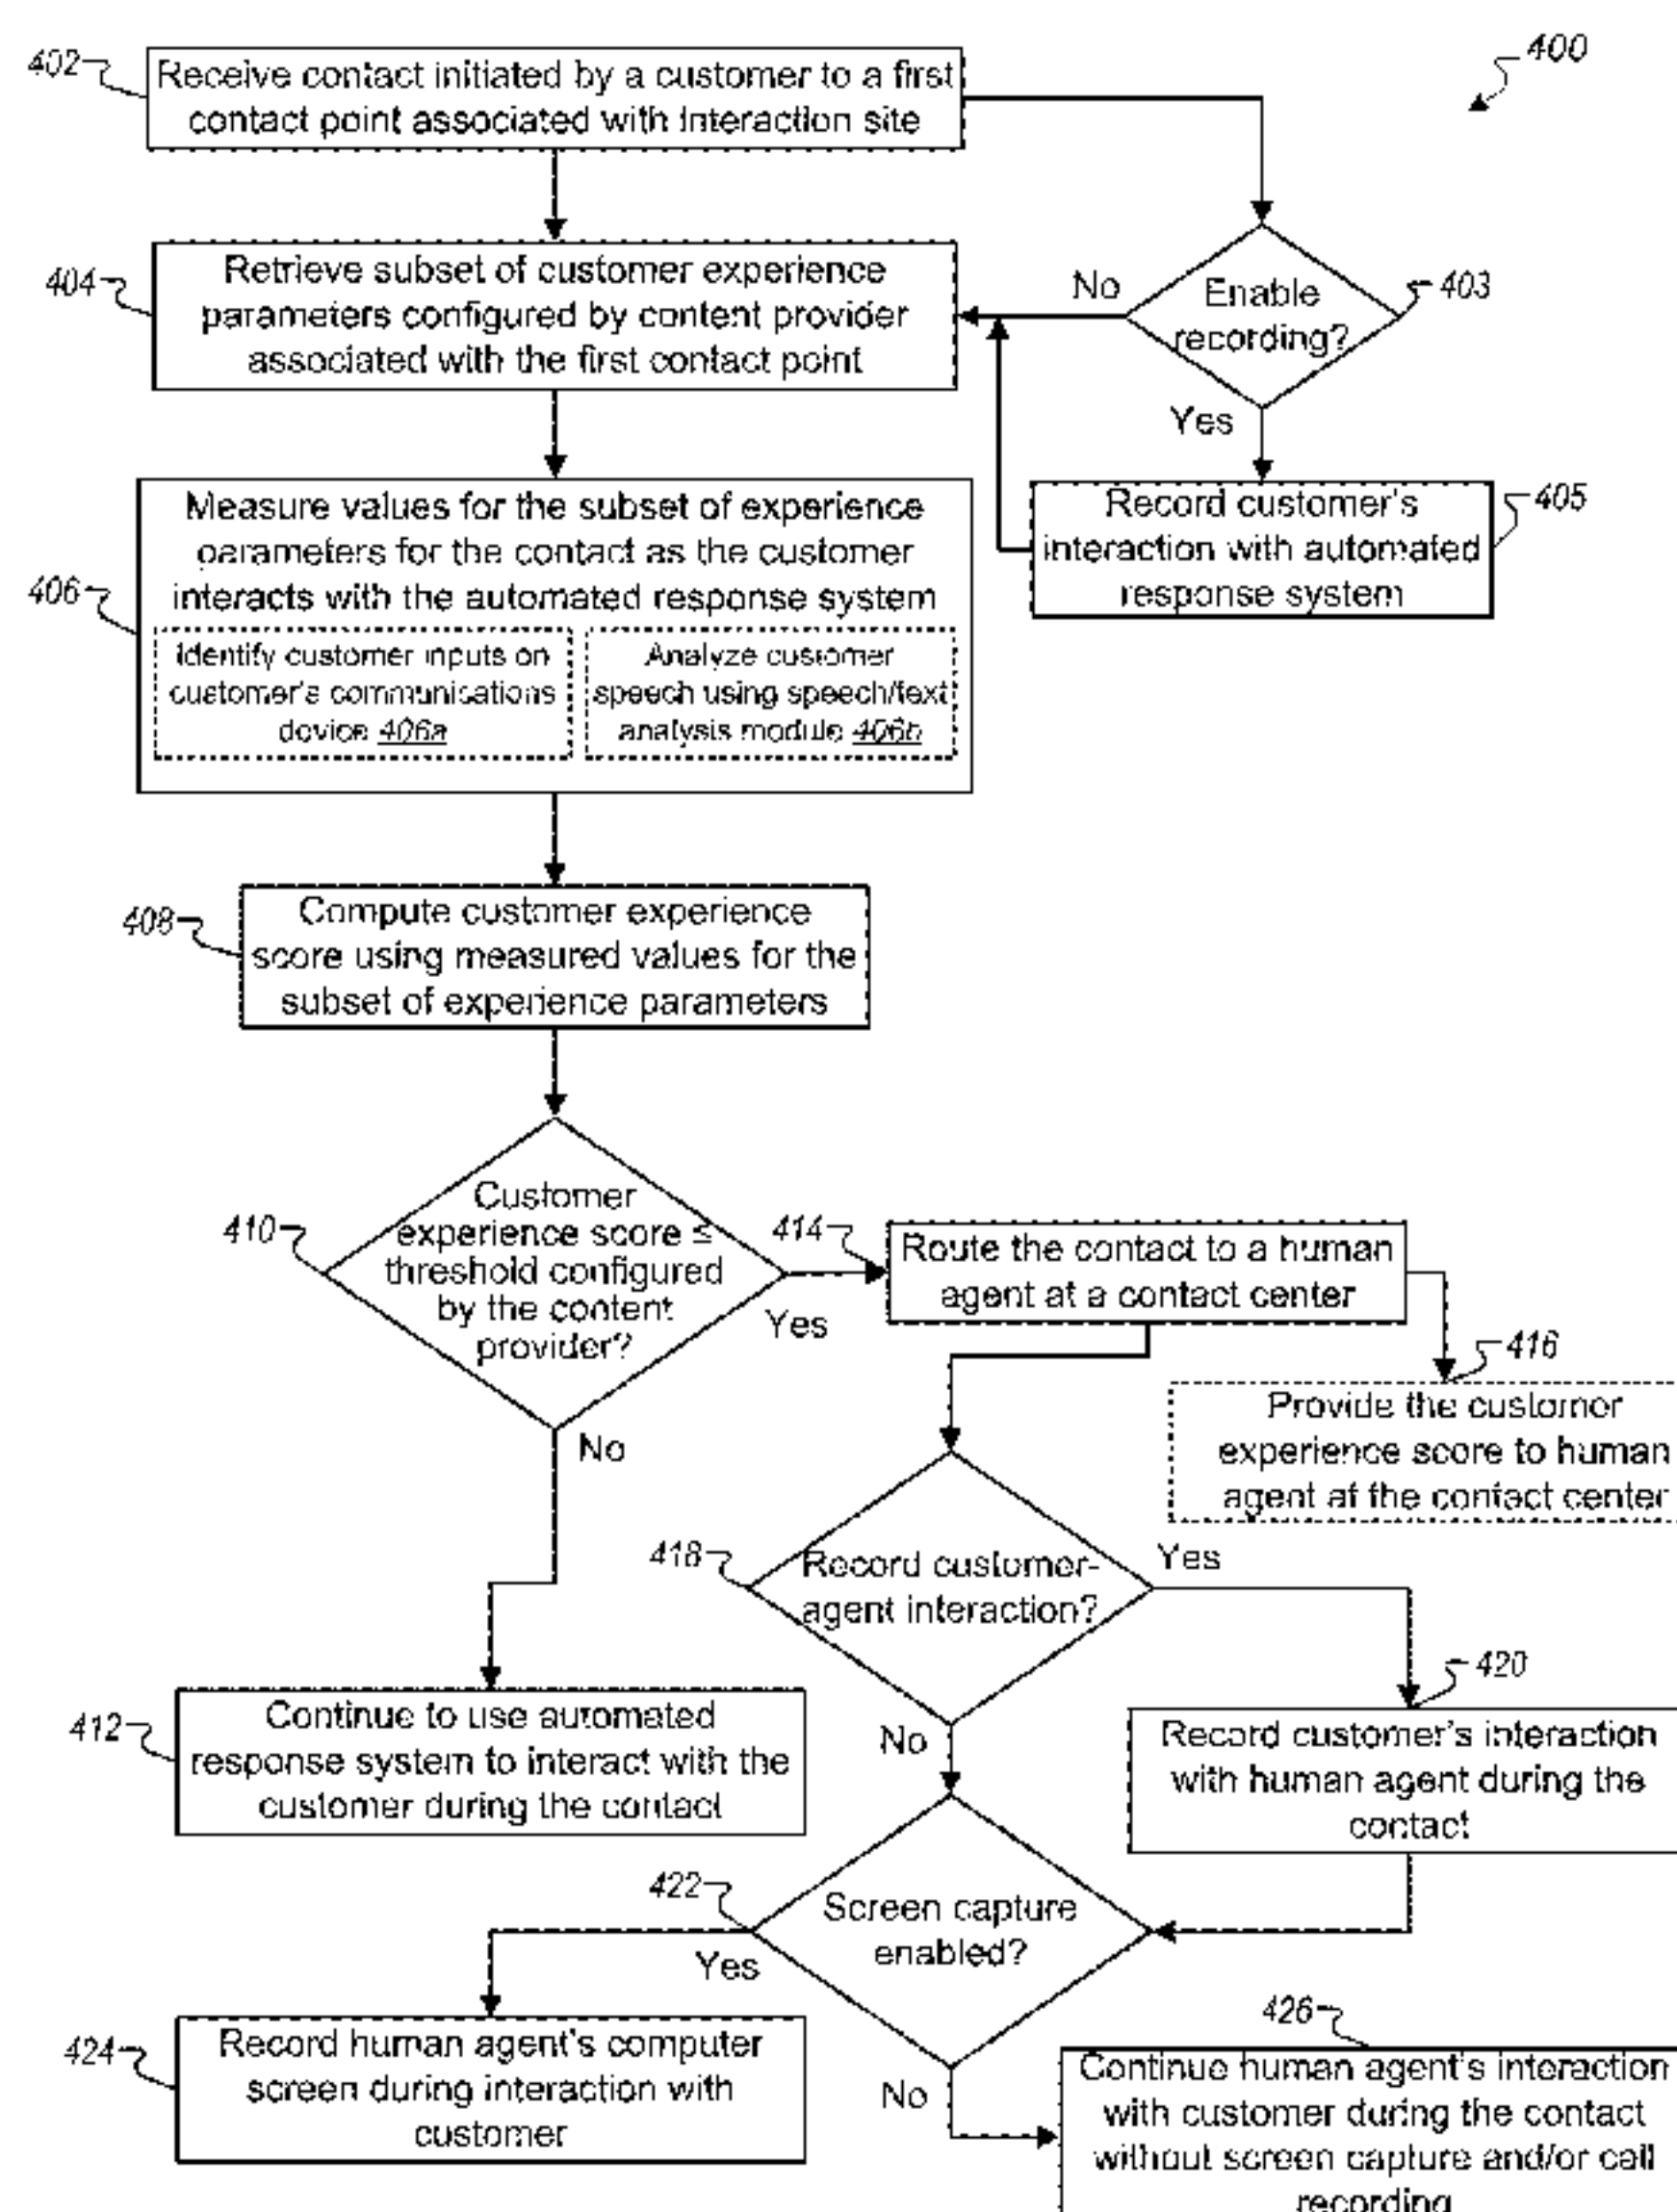 400
402
Receive contact initiated by a customer to a first
contact point associated with interaction site
404
Retrieve subset of customer experience
parameters configured by content provider
associated with the first contact point
No
Enable
recording?
403
Yes
Record customer's
interaction with automated
response system
405
406
Measure values for the subset of experience
parameters for the contact as the customer
interacts with the automated response system
Identify customer inputs on
customer's communications
device 406a
Analyze customer
speech using speech/text
analysis module 406b
408
Compute customer experience
score using measured values for the
subset of experience parameters
410
Customer
experience score ≤
threshold configured
by the content
provider?
Yes
No
414
Route the contact to a human
agent at a contact center
416
Provide the customer
experience score to human
agent at the contact center
418
Record customer-
agent interaction?
Yes
No
420
Record customer's interaction
with human agent during the
contact
412
Continue to use automated
response system to interact with the
customer during the contact
422
Screen capture
enabled?
Yes
No
424
Record human agent's computer
screen during interaction with
customer
426
Continue human agent's interaction
with customer during the contact
without screen capture and/or call
recording